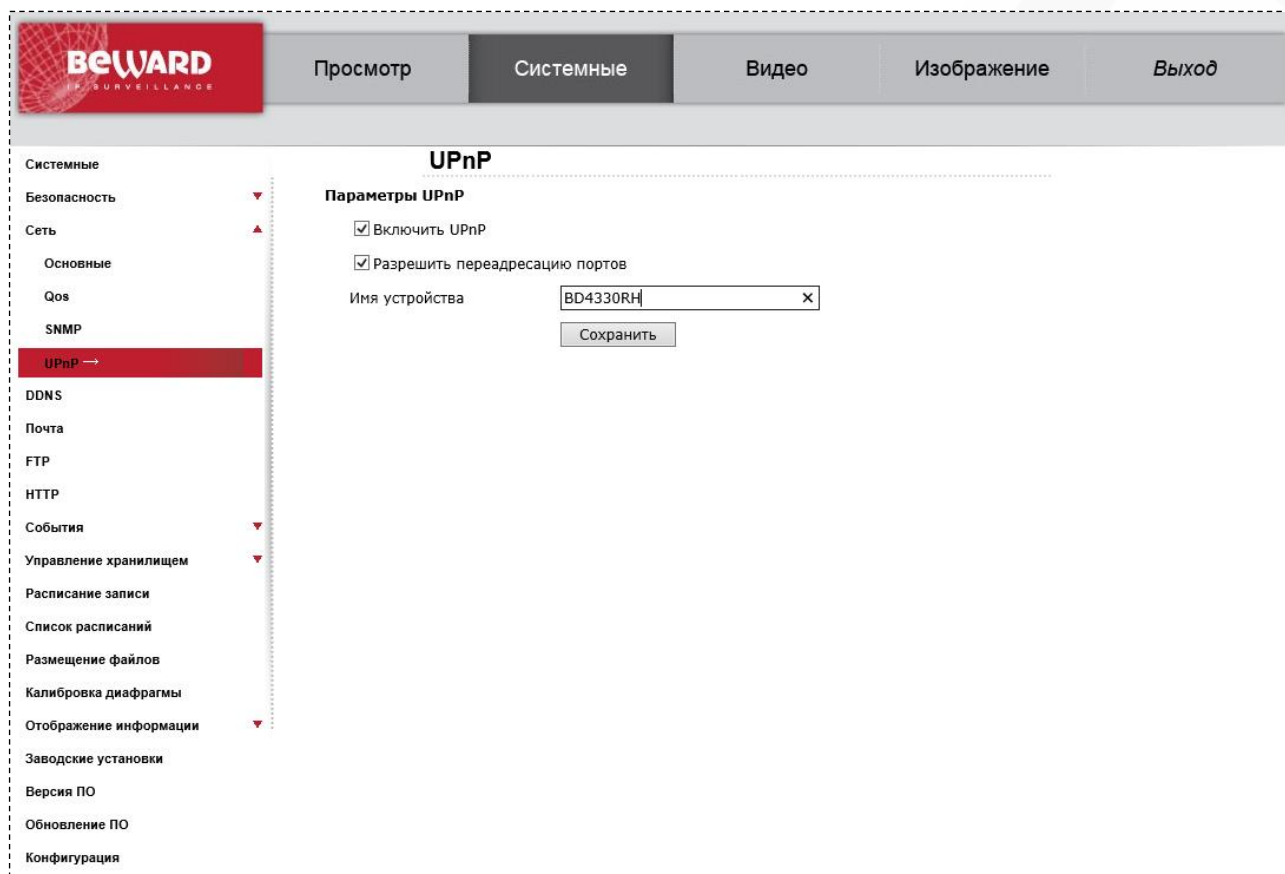 BEWARD
IP SURVEILLANCE
Просмотр
Системные
Видео
Изображение
Выход
Системные
Безопасность
Сеть
Основные
Qos
SNMP
UPnP →
DDNS
Почта
FTP
HTTP
События
Управление хранилищем
Расписание записи
Список расписаний
Размещение файлов
Калибровка диафрагмы
Отображение информации
Заводские установки
Версия ПО
Обновление ПО
Конфигурация
UPnP
Параметры UPnP
Включить UPnP
Разрешить переадресацию портов
Имя устройства BD4330RH
Сохранить